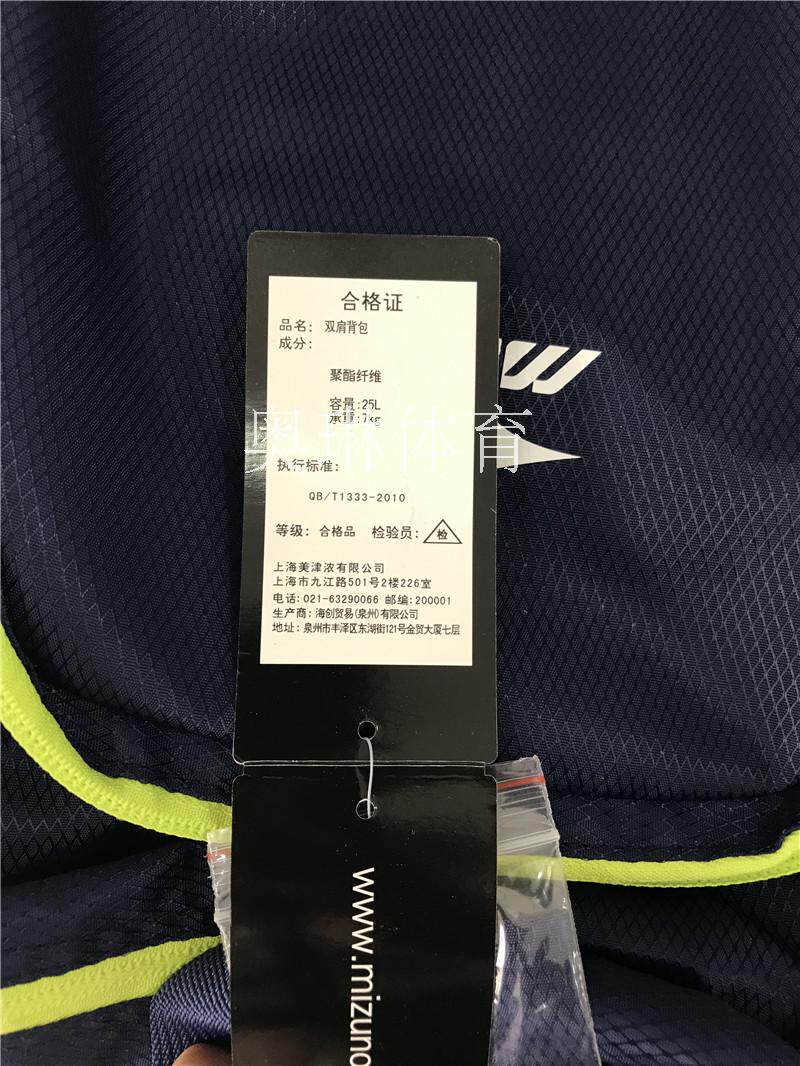 合格证
品名: 双肩背包
成分:
聚酯纤维
容量:25L
承重:7kg
奥琳体育
执行标准:
QB/T1333-2010
等级: 合格品 检验员: 检
上海美津浓有限公司
上海市九江路501号2楼226室
电话: 021-63290066 邮编: 200001
生产商: 海创贸易(泉州)有限公司
地址: 泉州市丰泽区东湖街121号金贸大厦七层
www.mizuno